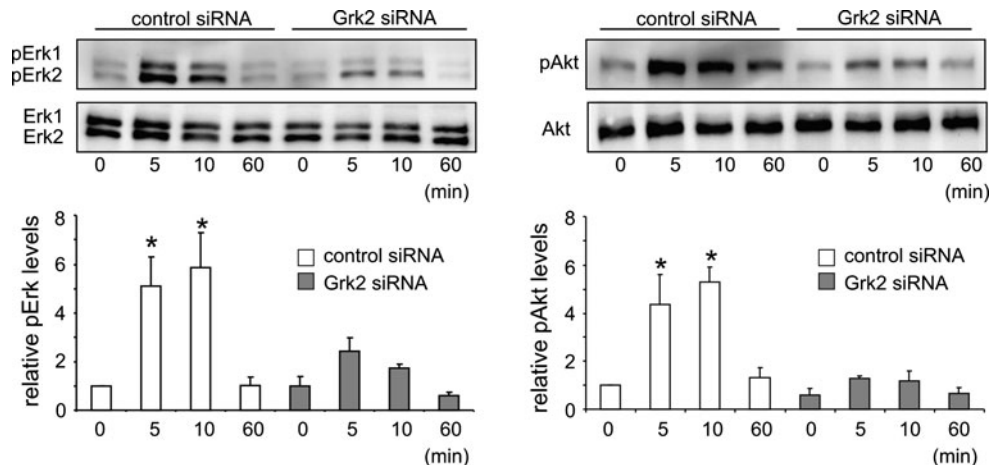 control siRNA Grk2 siRNA
pErk1
pErk2
Erk1
Erk2
0 5 10 60 0 5 10 60
(min)
control siRNA Grk2 siRNA
pAkt
Akt
0 5 10 60 0 5 10 60
(min)
relative pErk levels
8
6
4
2
0
* *
control siRNA
Grk2 siRNA
0 5 10 60 0 5 10 60
(min)
relative pAkt levels
8
6
4
2
0
* *
control siRNA
Grk2 siRNA
0 5 10 60 0 5 10 60
(min)